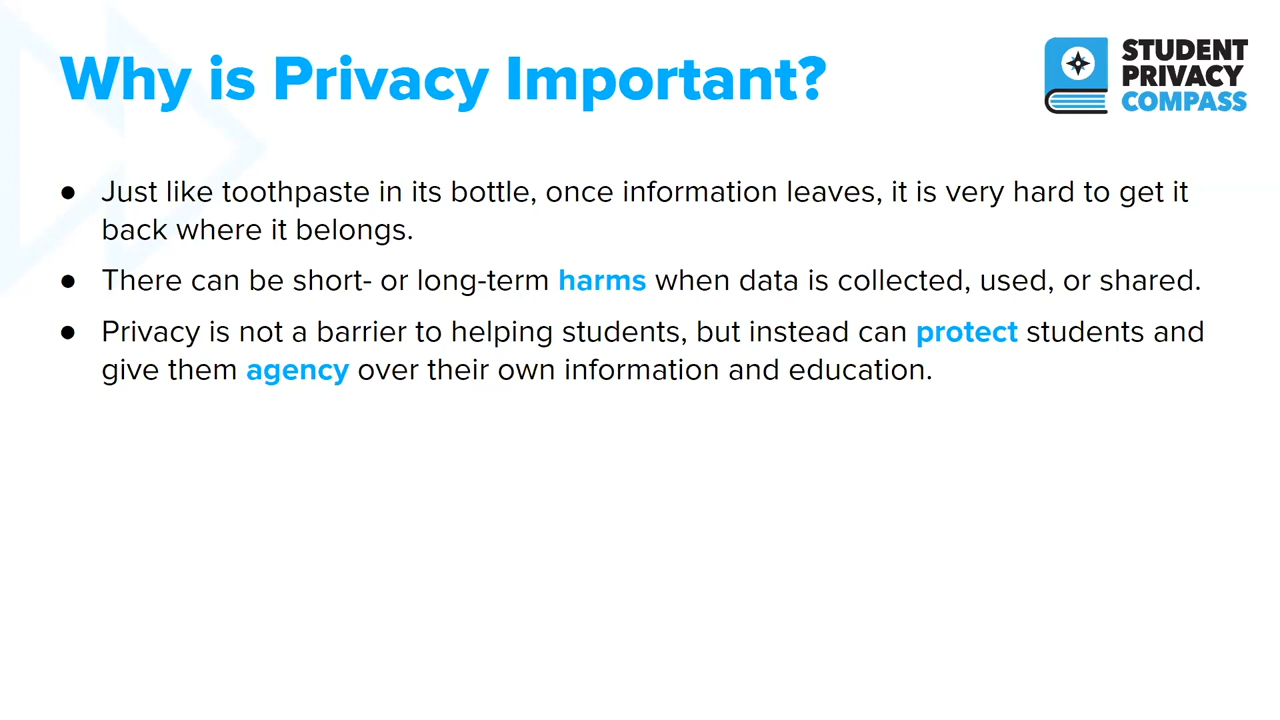 Why is Privacy Important?
STUDENT
PRIVACY
COMPASS
● Just like toothpaste in its bottle, once information leaves, it is very hard to get it
back where it belongs.
● There can be short- or long-term harms when data is collected, used, or shared.
● Privacy is not a barrier to helping students, but instead can protect students and
give them agency over their own information and education.